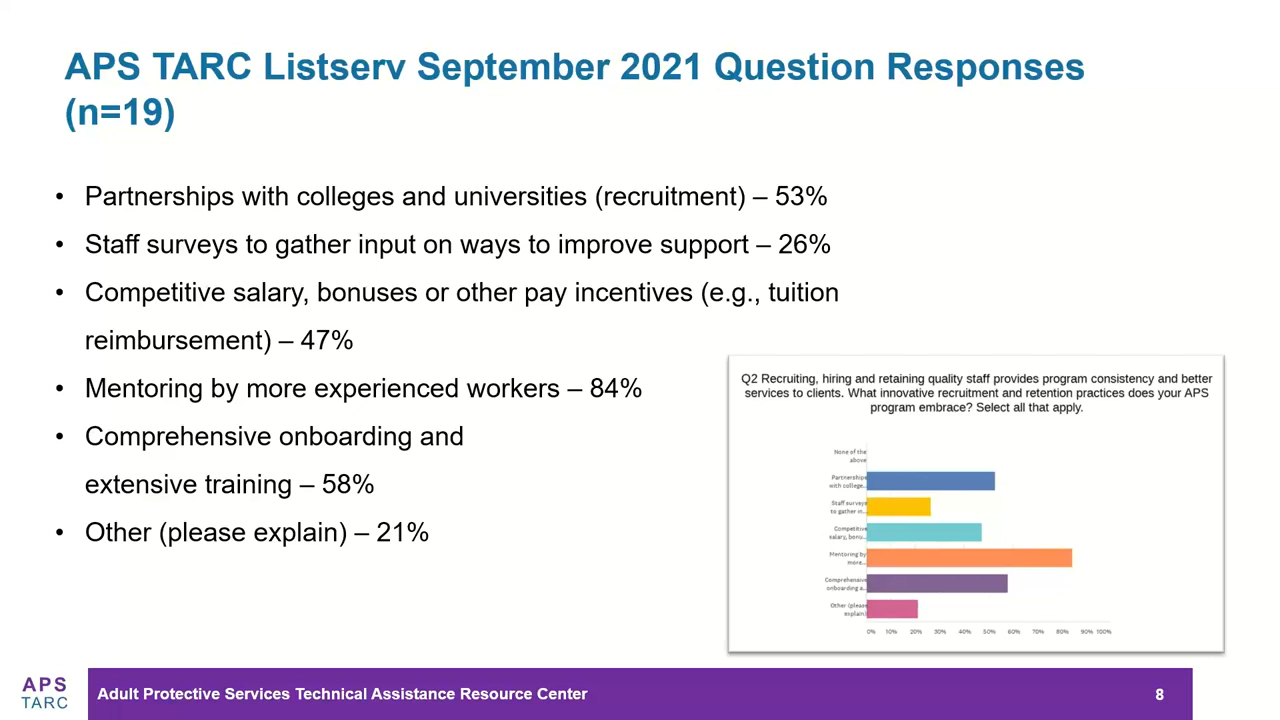 APS TARC Listserv September 2021 Question Responses
(n=19)
• Partnerships with colleges and universities (recruitment) – 53%
• Staff surveys to gather input on ways to improve support – 26%
• Competitive salary, bonuses or other pay incentives (e.g., tuition
reimbursement) – 47%
• Mentoring by more experienced workers – 84%
• Comprehensive onboarding and
extensive training – 58%
• Other (please explain) – 21%
Q2 Recruiting, hiring and retaining quality staff provides program consistency and better
services to clients. What innovative recruitment and retention practices does your APS
program embrace? Select all that apply.
None of the
above
Partnerships
with college...
Staff surveys
to gather in...
Competitive
salary, bonu...
Mentoring by
more...
Comprehensive
onboarding a...
Other (please
explain)
0% 10% 20% 30% 40% 50% 60% 70% 80% 90% 100%
APS
TARC
Adult Protective Services Technical Assistance Resource Center
8